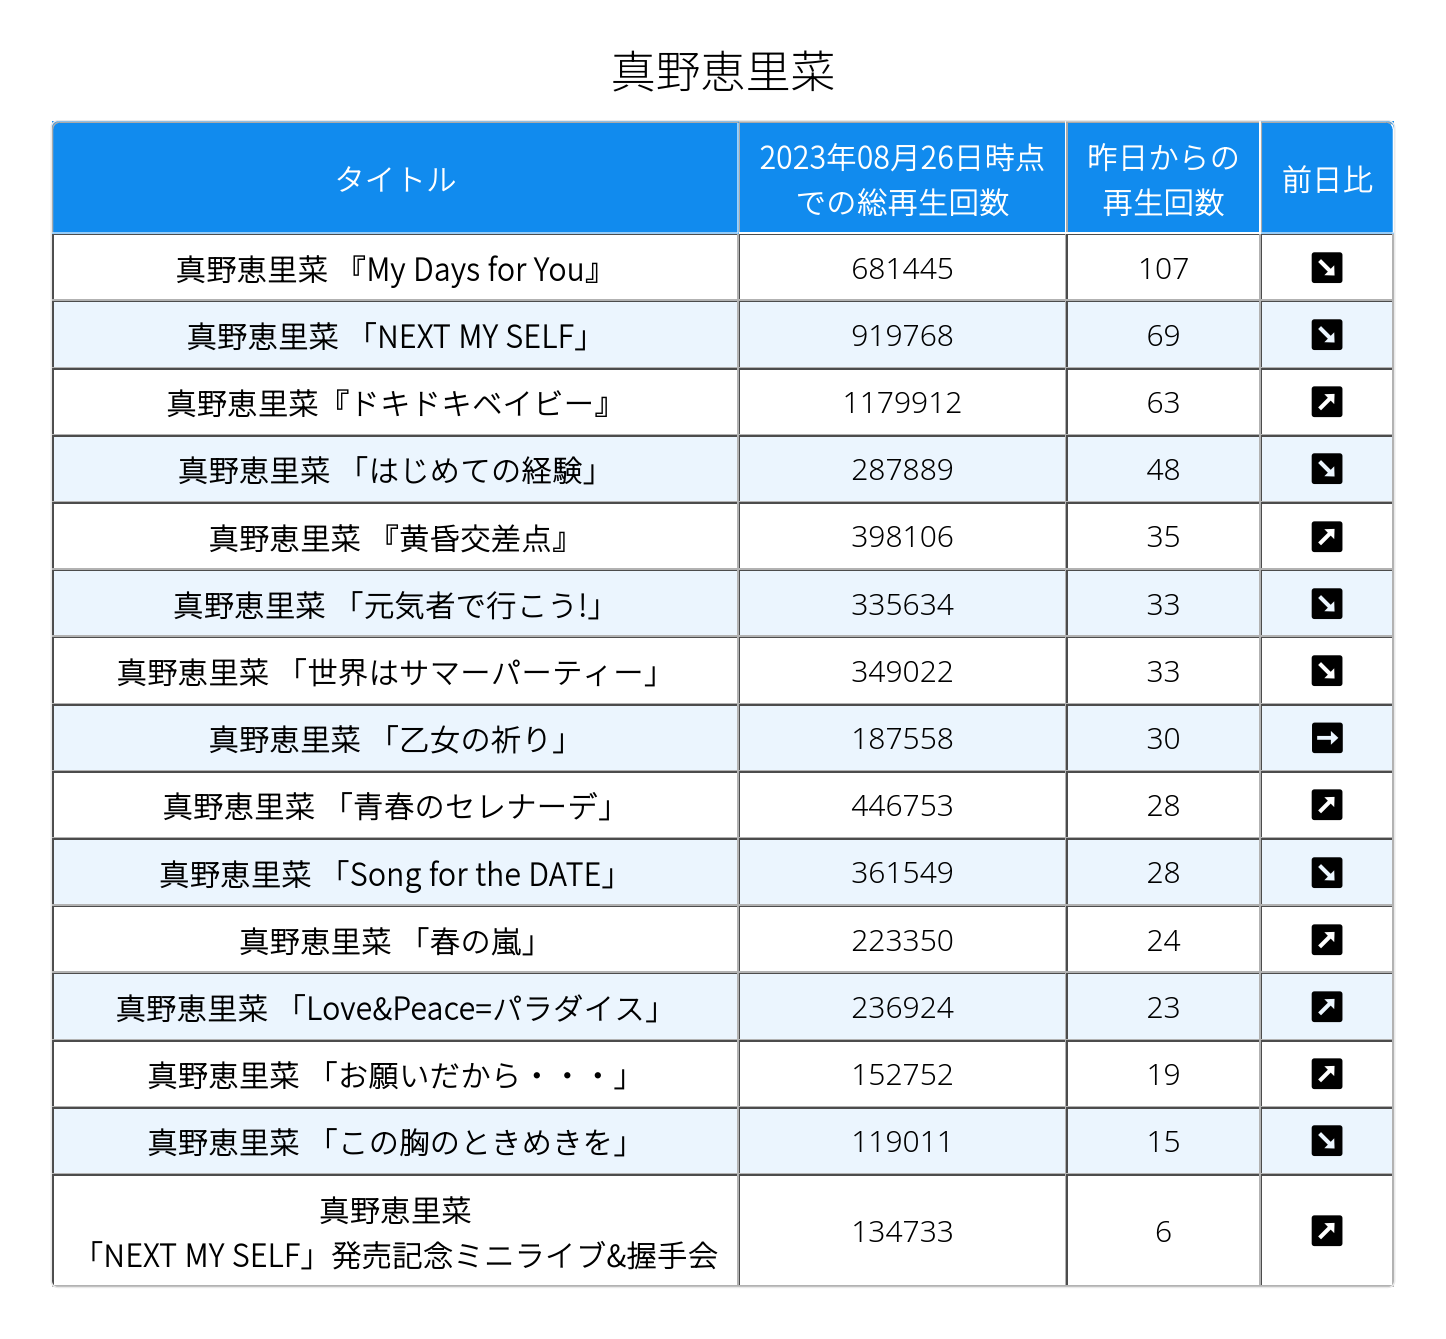 真野恵里菜
タイトル
2023年08月26日時点
での総再生回数
昨日からの
再生回数
前日比
真野恵里菜 『My Days for You』 681445 107
真野恵里菜 「NEXT MY SELF」 919768 69
真野恵里菜『ドキドキベイビー』 1179912 63
真野恵里菜 「はじめての経験」 287889 48
真野恵里菜 『黄昏交差点』 398106 35
真野恵里菜 「元気者で行こう!」 335634 33
真野恵里菜 「世界はサマーパーティー」 349022 33
真野恵里菜 「乙女の祈り」 187558 30
真野恵里菜 「青春のセレナーデ」 446753 28
真野恵里菜 「Song for the DATE」 361549 28
真野恵里菜 「春の嵐」 223350 24
真野恵里菜 「Love&Peace=パラダイス」 236924 23
真野恵里菜 「お願いだから・・・」 152752 19
真野恵里菜 「この胸のときめきを」 119011 15
真野恵里菜
「NEXT MY SELF」発売記念ミニライブ&握手会 134733 6